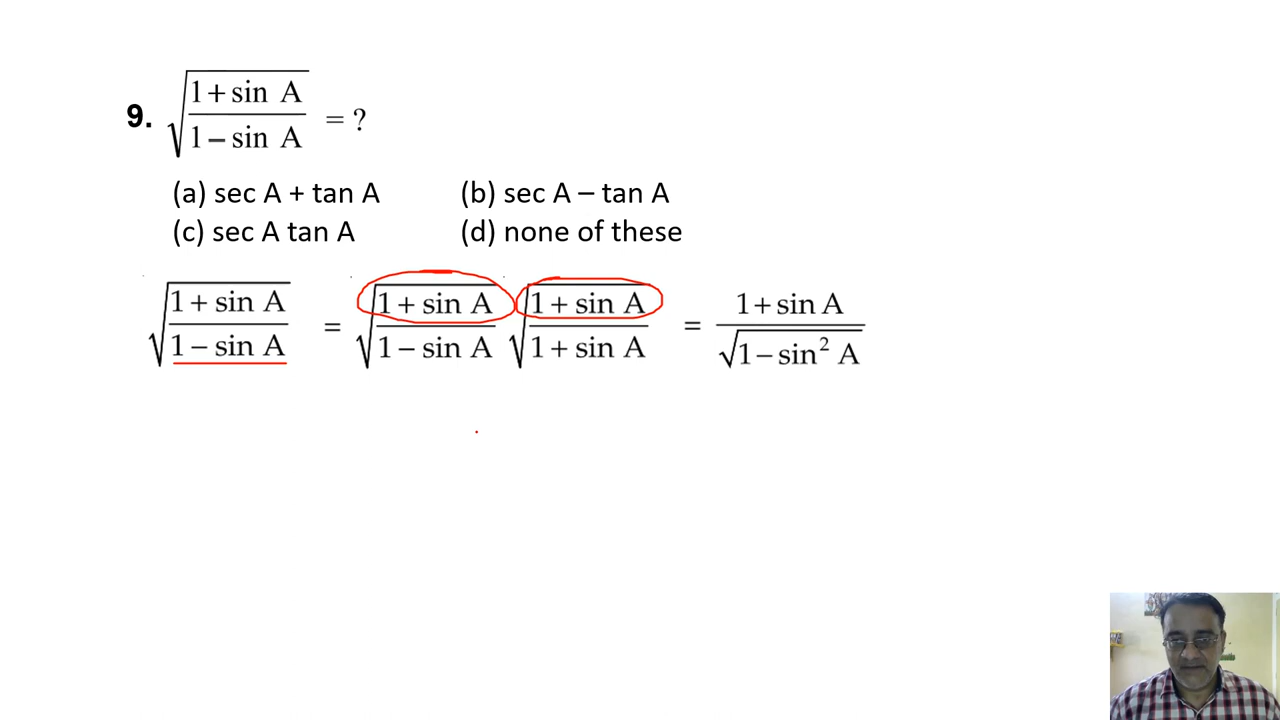 9. √((1 + sin A)/(1 – sin A)) = ?
(a) sec A + tan A (b) sec A – tan A
(c) sec A tan A (d) none of these
√((1 + sin A)/(1 – sin A)) = √((1 + sin A)/(1 – sin A)) √((1 + sin A)/(1 + sin A)) = (1 + sin A)/√(1 – sin² A)